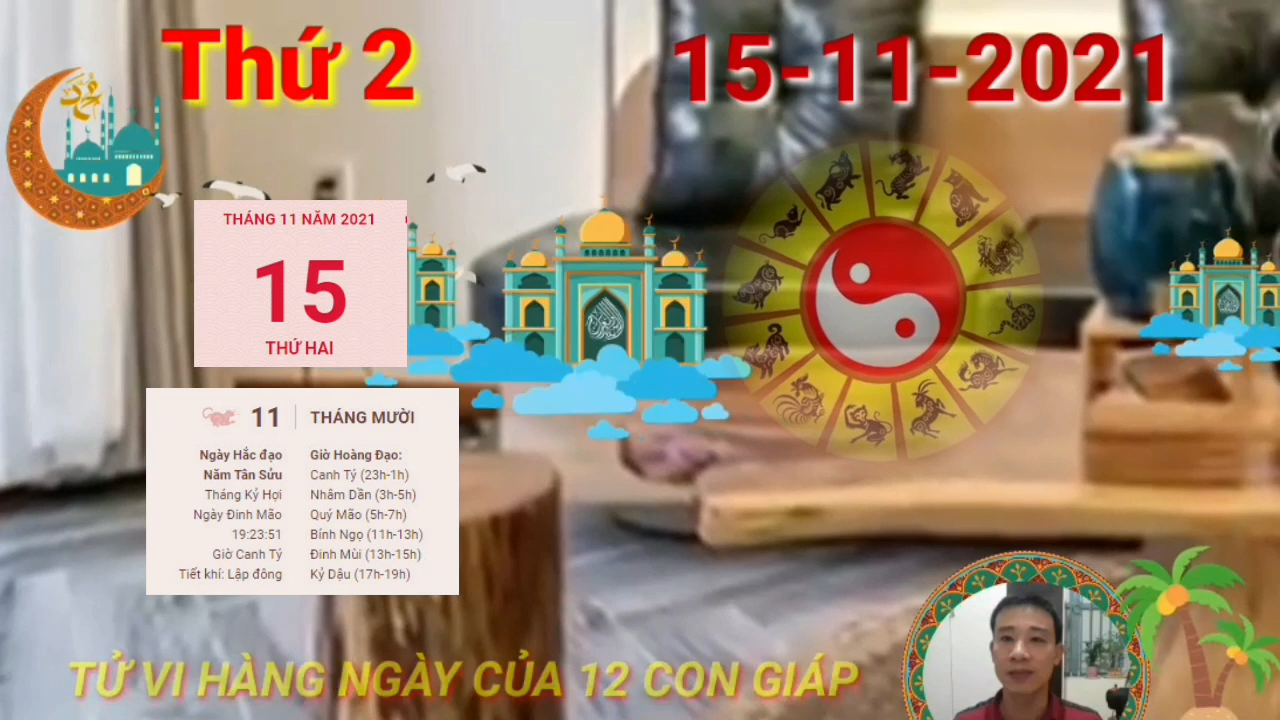 Thứ 2
15-11-2021
THÁNG 11 NĂM 2021
15
THỨ HAI
11 THÁNG MƯỜI
Ngày Hắc đạo
Năm Tân Sửu
Tháng Kỷ Hợi
Ngày Đinh Mão
19:23:51
Giờ Canh Tý
Tiết khí: Lập đông
Giờ Hoàng Đạo:
Canh Tý (23h-1h)
Nhâm Dần (3h-5h)
Quý Mão (5h-7h)
Bính Ngọ (11h-13h)
Đinh Mùi (13h-15h)
Kỷ Dậu (17h-19h)
TỬ VI HÀNG NGÀY CỦA 12 CON GIÁP